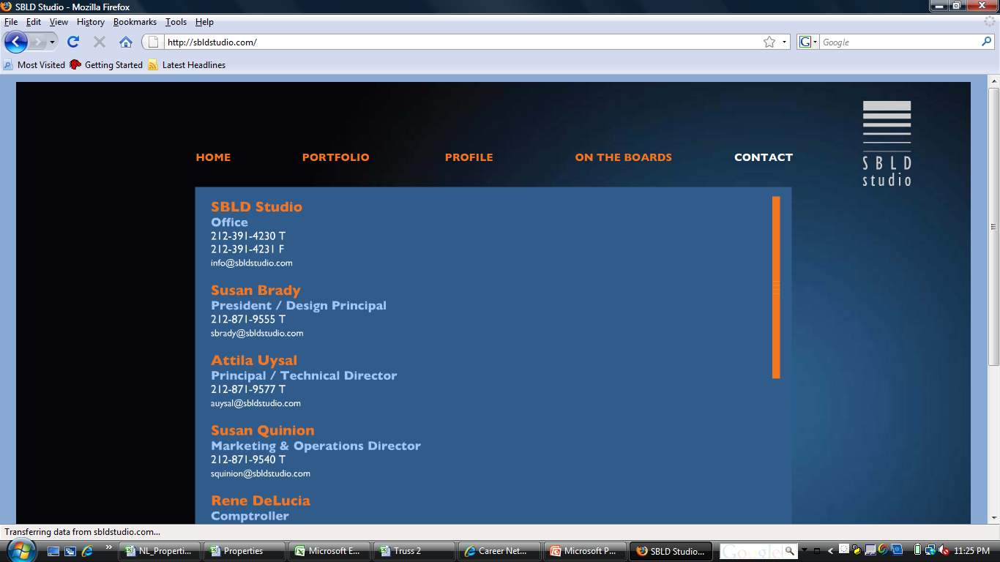 SBLD Studio - Mozilla Firefox
File Edit View History Bookmarks Tools Help
http://sbldstudio.com/
Google
Most Visited Getting Started Latest Headlines
HOME PORTFOLIO PROFILE ON THE BOARDS CONTACT
SBLD
studio
SBLD Studio
Office
212-391-4230 T
212-391-4231 F
info@sbldstudio.com
Susan Brady
President / Design Principal
212-871-9555 T
sbrady@sbldstudio.com
Attila Uysal
Principal / Technical Director
212-871-9577 T
auysal@sbldstudio.com
Susan Quinion
Marketing & Operations Director
212-871-9540 T
squinion@sbldstudio.com
Rene DeLucia
Comptroller
Transferring data from sbldstudio.com...
NL_Properti... Properties Microsoft E... Truss 2 Career Net... Microsoft P... SBLD Studio... Google 11:25 PM